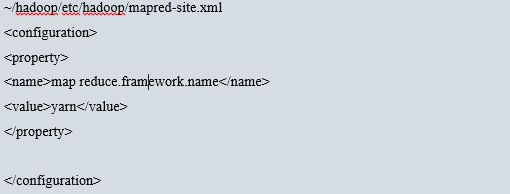 ~/hadoop/etc/hadoop/mapred-site.xml
<configuration>
<property>
<name>map reduce.framework.name</name>
<value>yarn</value>
</property>
</configuration>